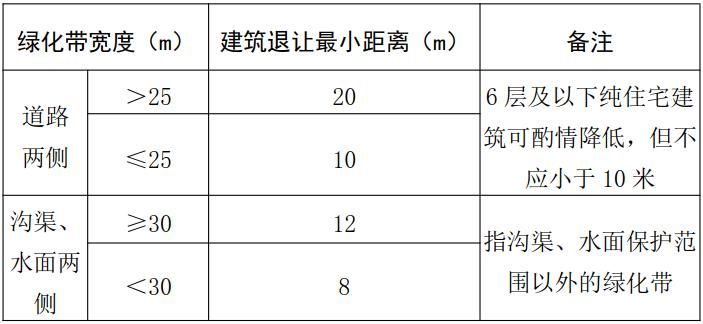 绿化带宽度（m） 建筑退让最小距离（m） 备注
道路
两侧
＞25 20
≤25 10
6 层及以下纯住宅建
筑可酌情降低，但不
应小于 10 米
沟渠、
水面两
侧
≥30 12
＜30 8
指沟渠、水面保护范
围以外的绿化带